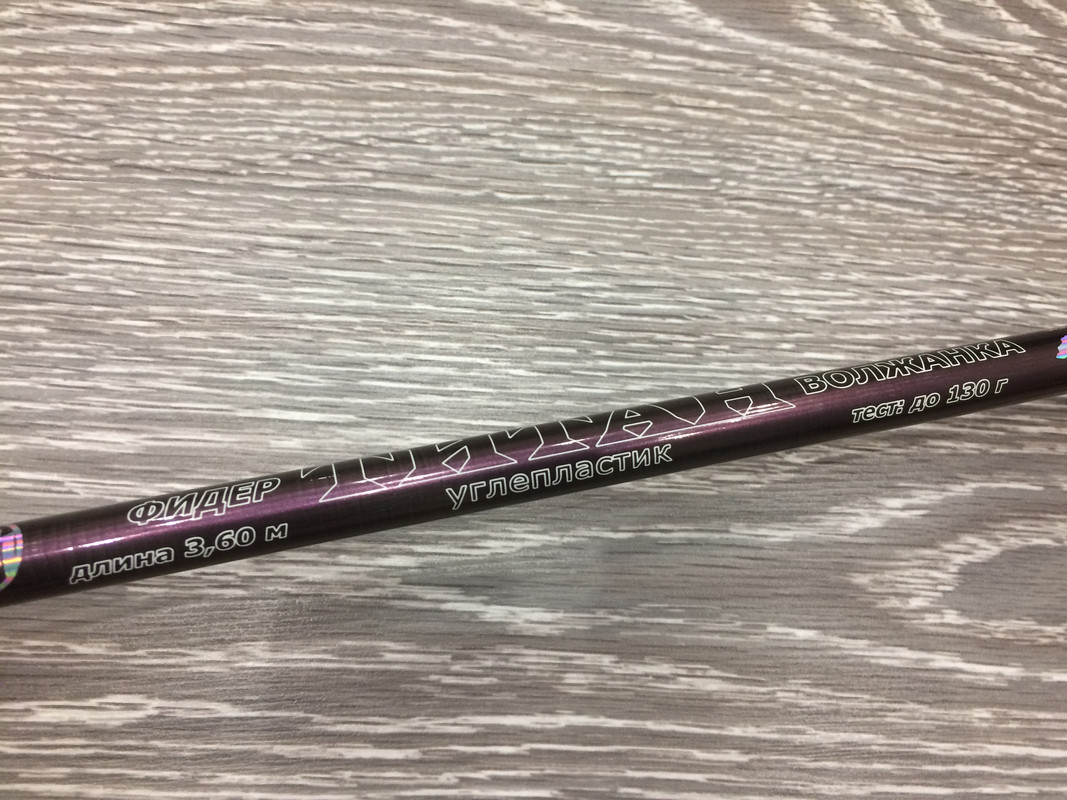 ФИДЕР ТИТАН ВОЛЖАНКА
длина 3,60 м углепластик тест: до 130 г